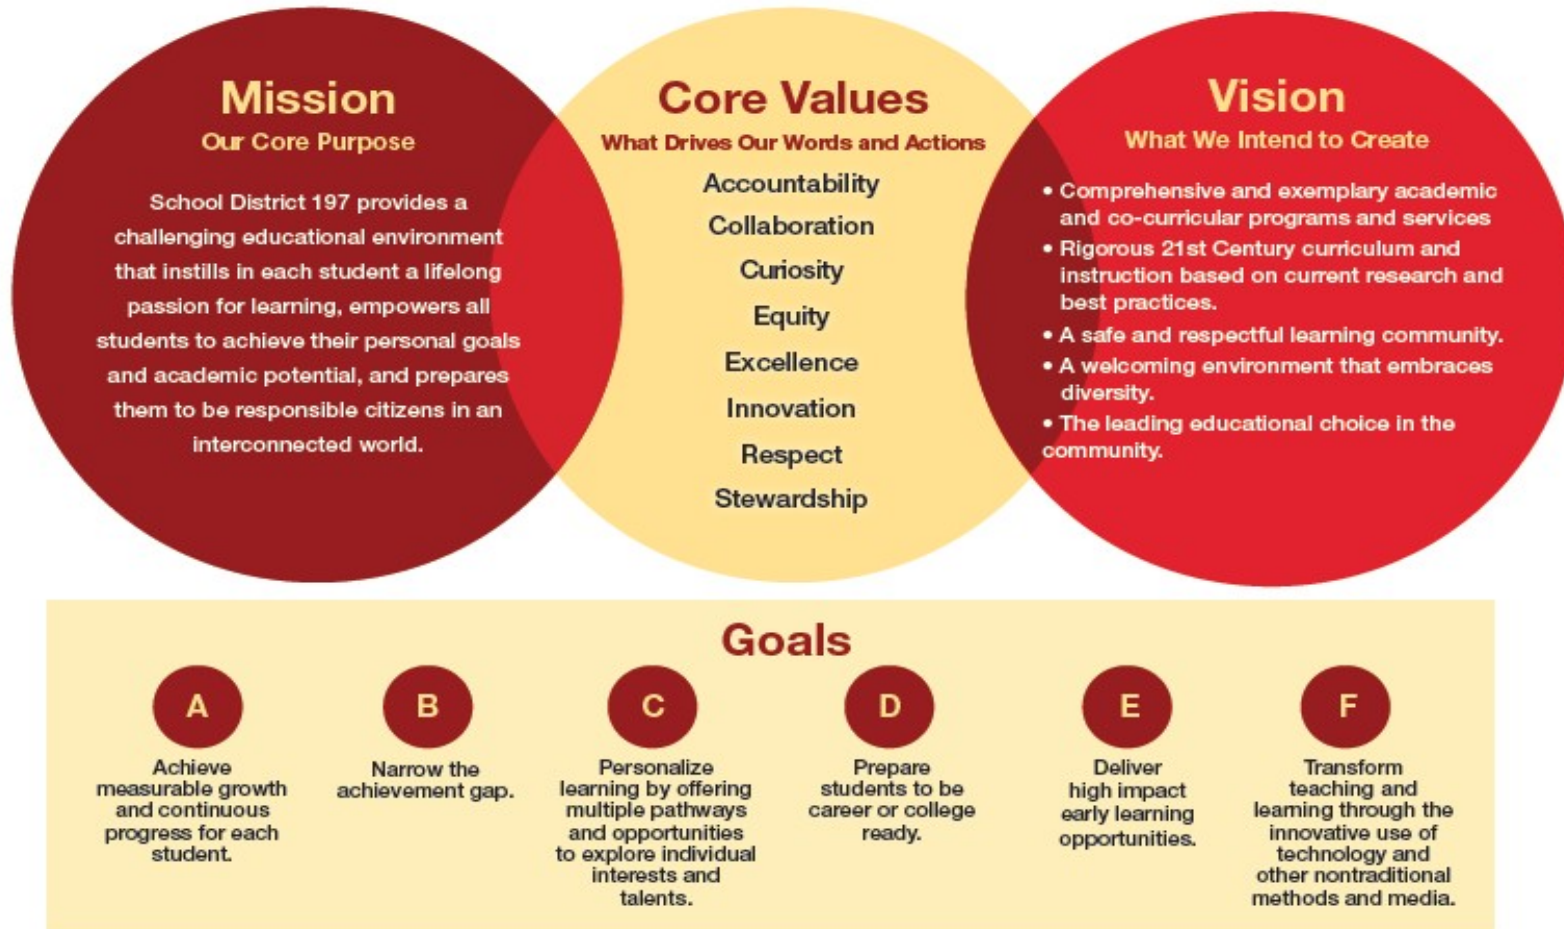 Mission
Our Core Purpose
School District 197 provides a
challenging educational environment
that instills in each student a lifelong
passion for learning, empowers all
students to achieve their personal goals
and academic potential, and prepares
them to be responsible citizens in an
interconnected world.
Core Values
What Drives Our Words and Actions
Accountability
Collaboration
Curiosity
Equity
Excellence
Innovation
Respect
Stewardship
Vision
What We Intend to Create
• Comprehensive and exemplary academic
and co-curricular programs and services
• Rigorous 21st Century curriculum and
instruction based on current research and
best practices.
• A safe and respectful learning community.
• A welcoming environment that embraces
diversity.
• The leading educational choice in the
community.
Goals
A
Achieve
measurable growth
and continuous
progress for each
student.
B
Narrow the
achievement gap.
C
Personalize
learning by offering
multiple pathways
and opportunities
to explore individual
interests and
talents.
D
Prepare
students to be
career or college
ready.
E
Deliver
high impact
early learning
opportunities.
F
Transform
teaching and
learning through the
innovative use of
technology and
other nontraditional
methods and media.